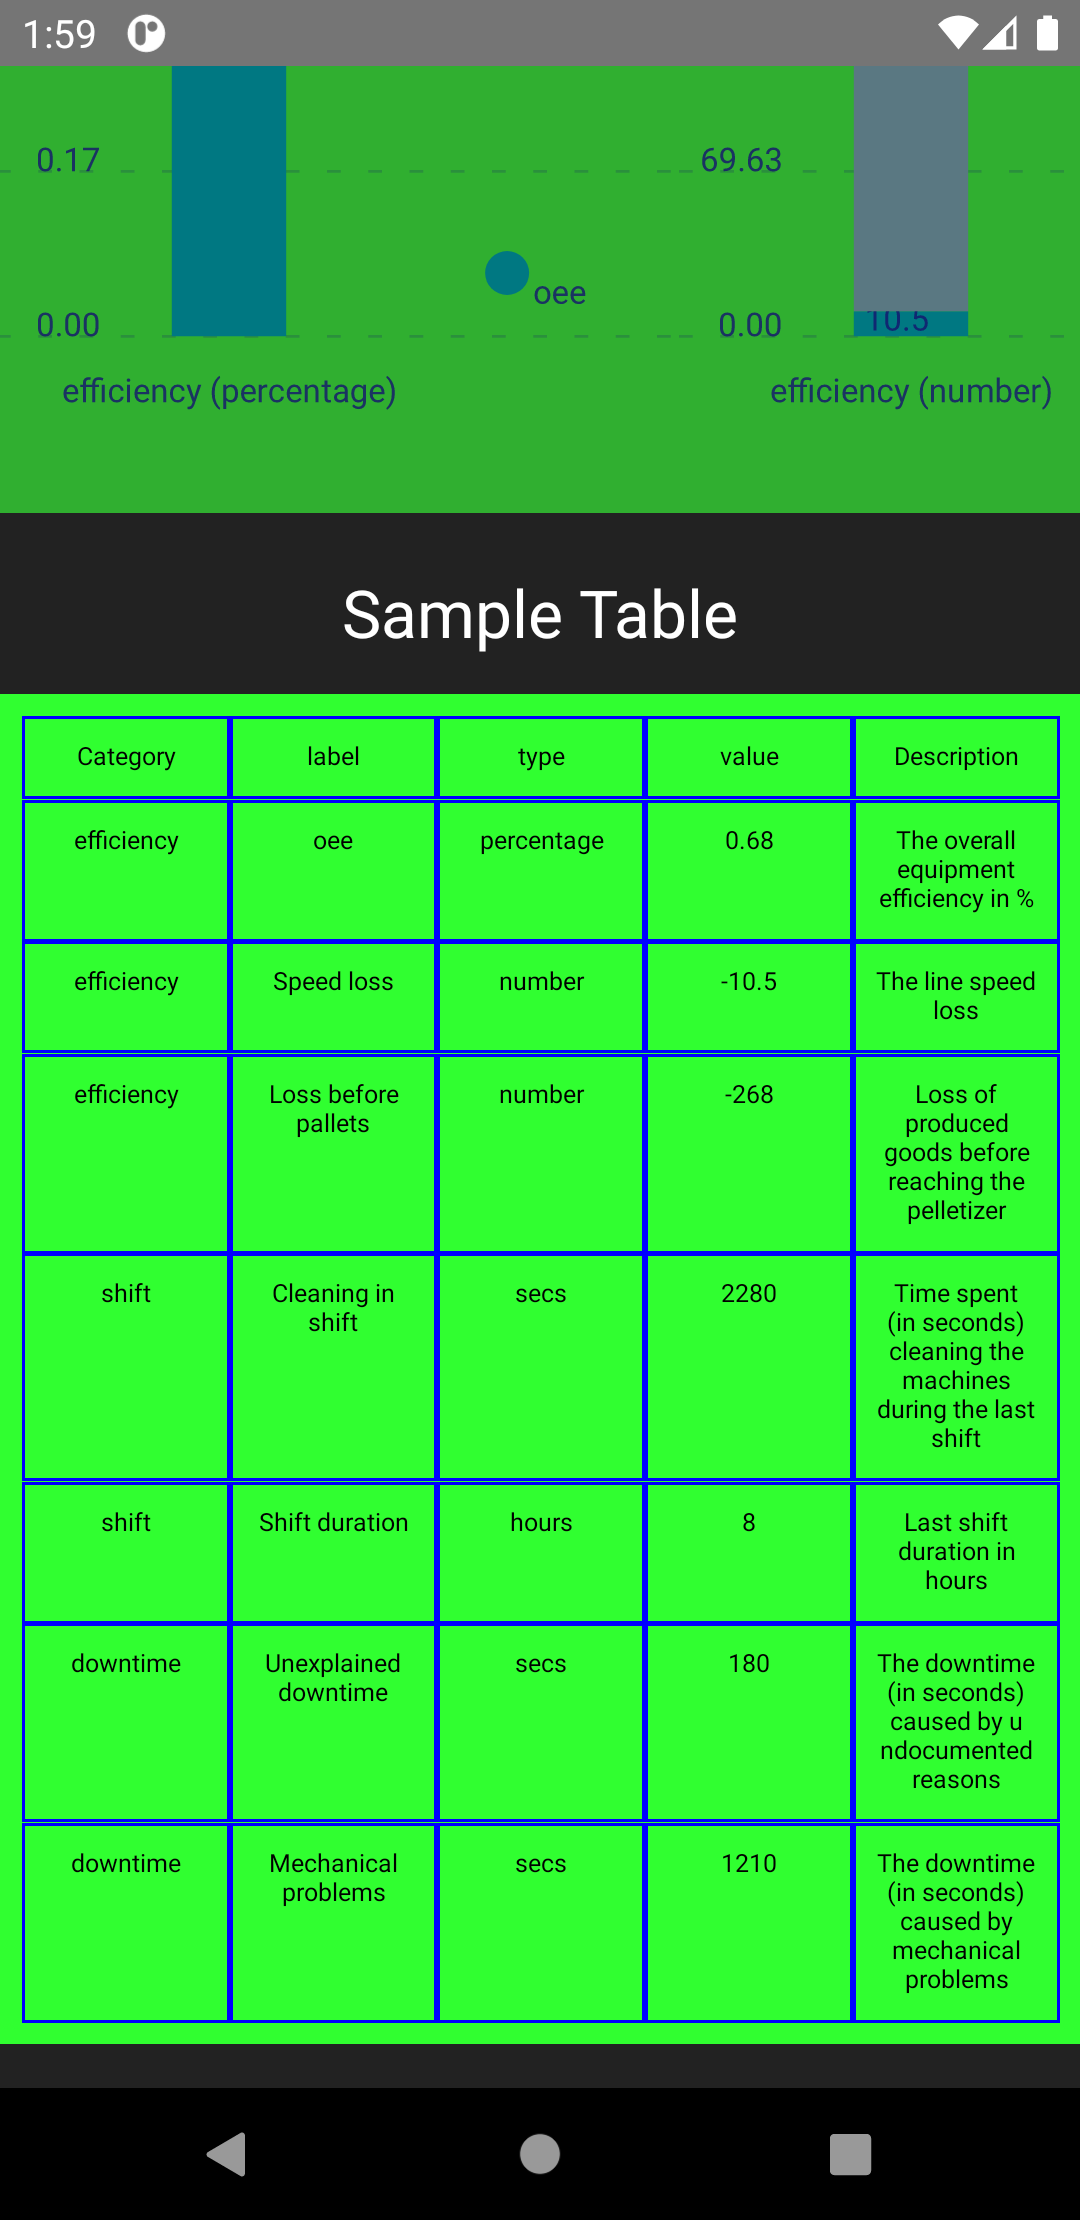 1:59
0.17
69.63
oee
0.00
0.00
10.5
efficiency (percentage)
efficiency (number)
Sample Table
Category label type value Description
efficiency oee percentage 0.68 The overall
equipment
efficiency in %
efficiency Speed loss number -10.5 The line speed
loss
efficiency Loss before number -268 Loss of
pallets produced
goods before
reaching the
pelletizer
shift Cleaning in secs 2280 Time spent
shift (in seconds)
cleaning the
machines
during the last
shift
shift Shift duration hours 8 Last shift
duration in
hours
downtime Unexplained secs 180 The downtime
downtime (in seconds)
caused by u
ndocumented
reasons
downtime Mechanical secs 1210 The downtime
problems (in seconds)
caused by
mechanical
problems